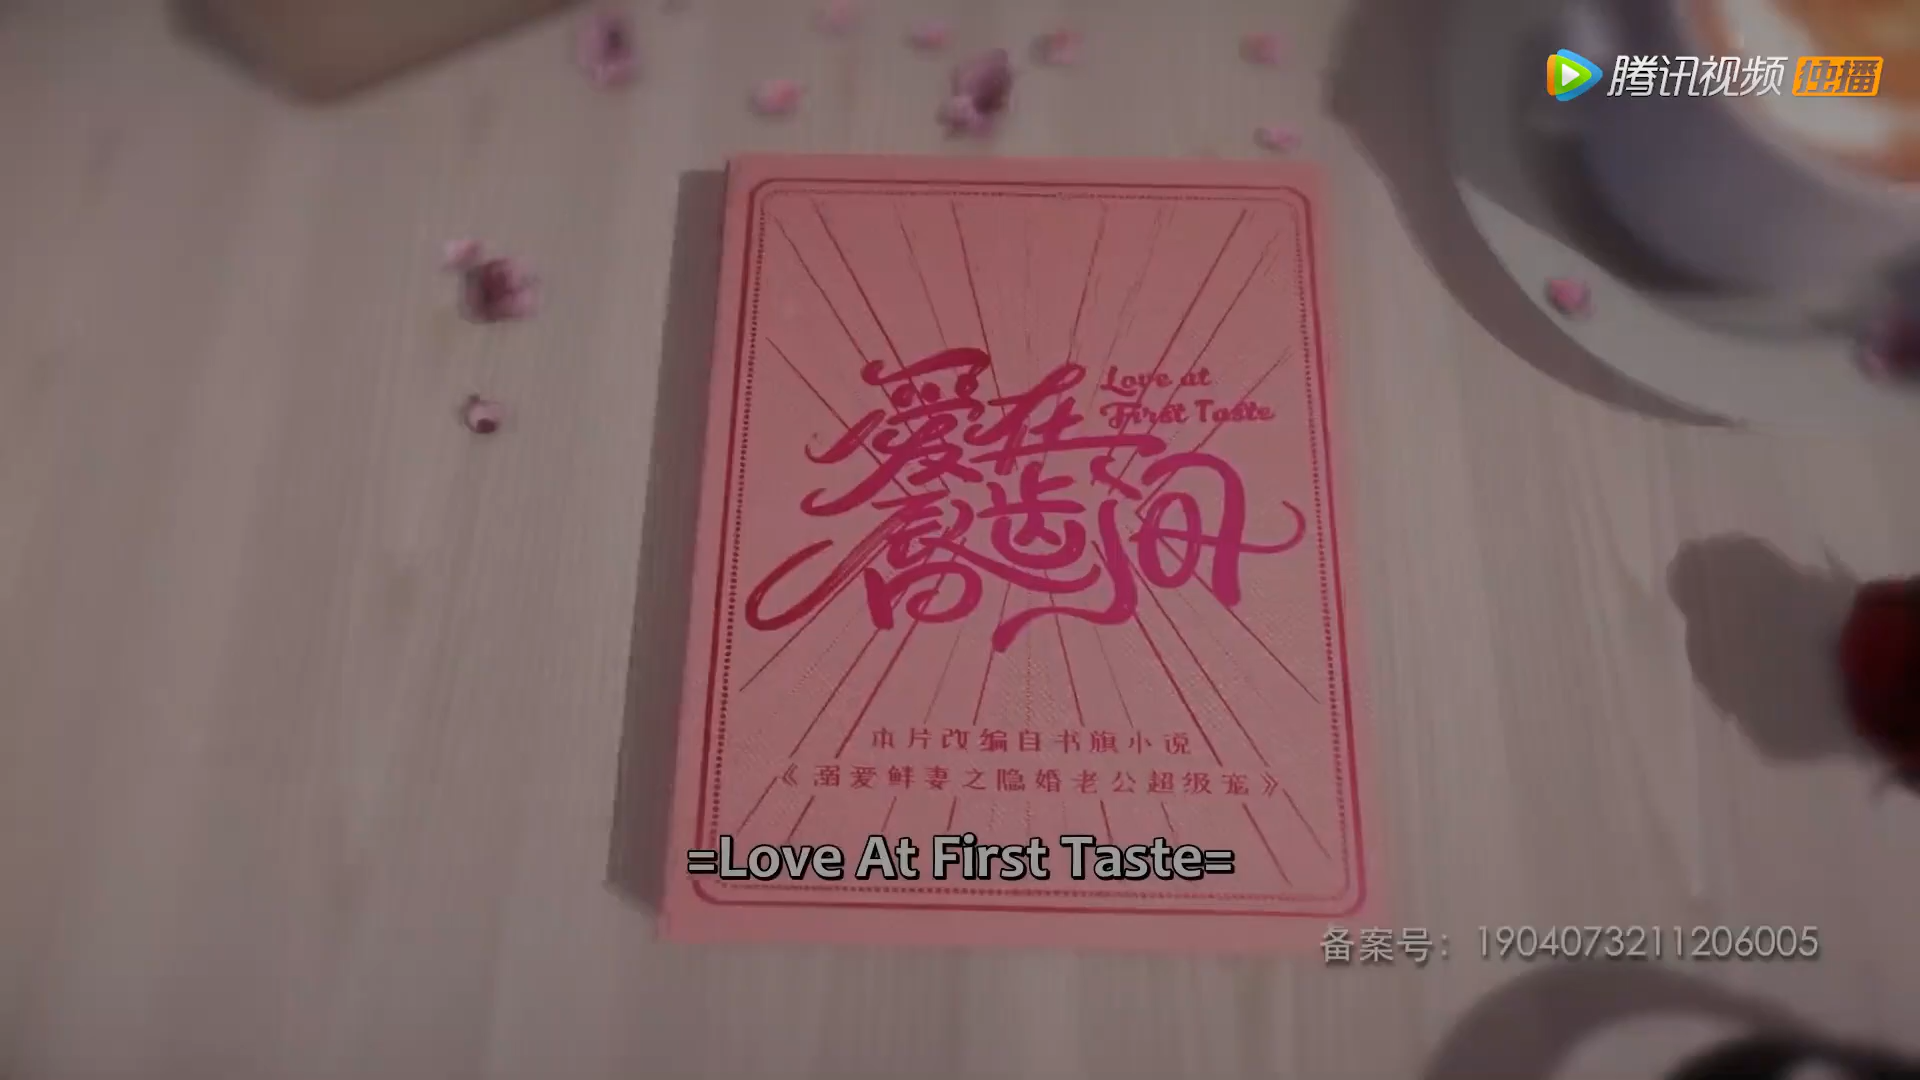 腾讯视频 独播
爱在
Love at
First Taste
唇齿之间
本片改编自书旗小说
《溺爱鲜妻之隐婚老公超级宠》
=Love At First Taste=
备案号：1904073211206005